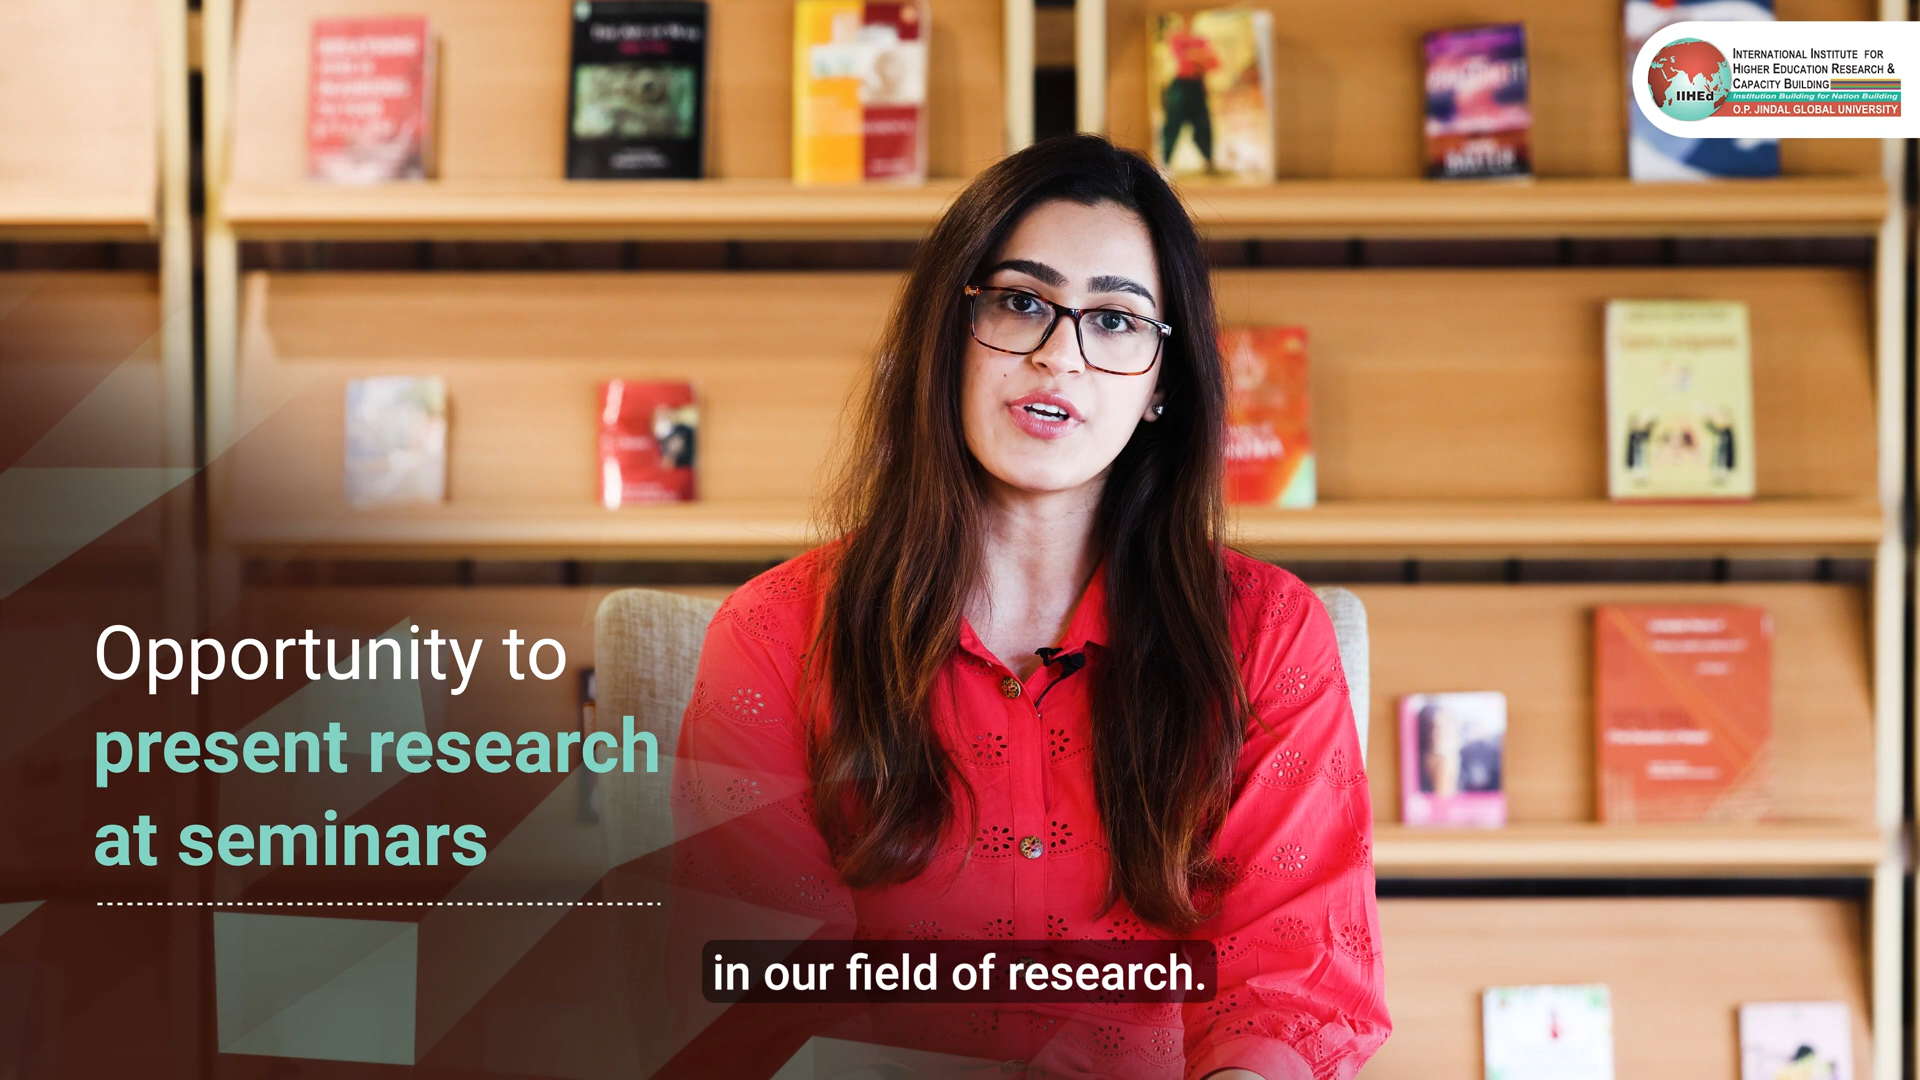 INTERNATIONAL INSTITUTE FOR
HIGHER EDUCATION RESEARCH &
CAPACITY BUILDING
IIHEd
Institution Building for Nation Building
O.P. JINDAL GLOBAL UNIVERSITY
Opportunity to
present research
at seminars
in our field of research.